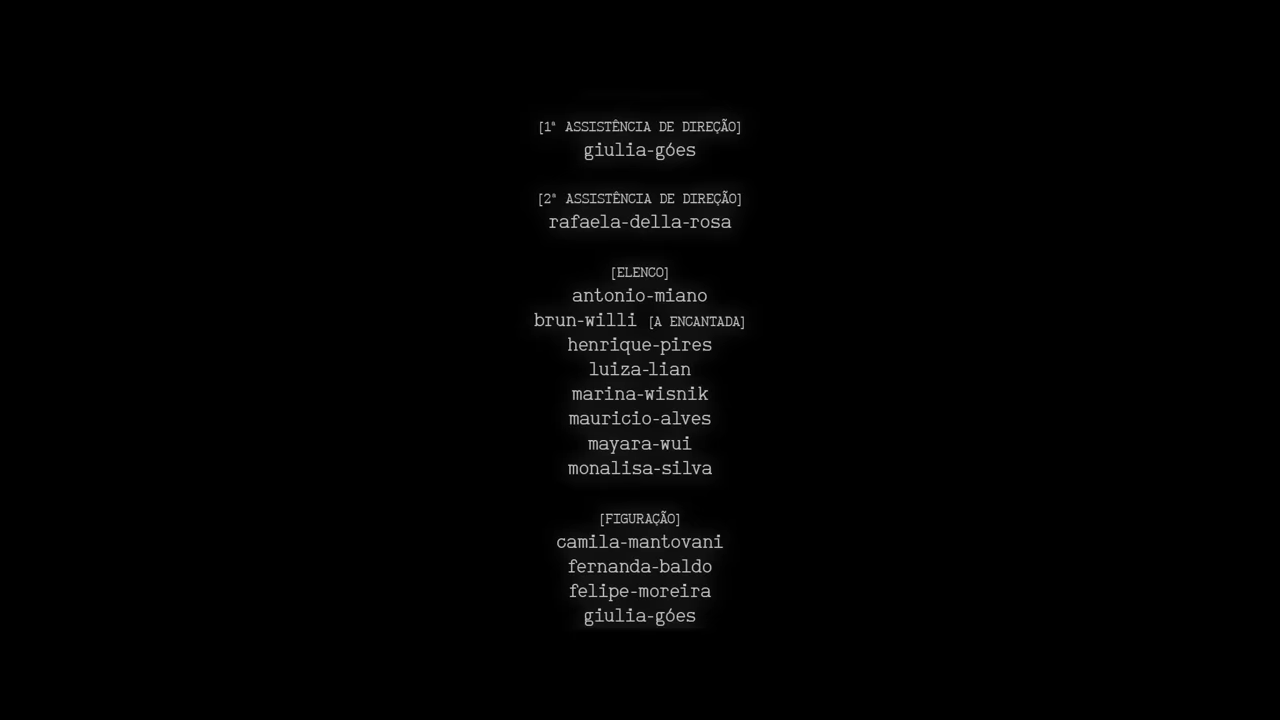 [1ª ASSISTÊNCIA DE DIREÇÃO]
giulia-góes
[2ª ASSISTÊNCIA DE DIREÇÃO]
rafaela-della-rosa
[ELENCO]
antonio-miano
brun-willi [A ENCANTADA]
henrique-pires
luiza-lian
marina-wisnik
mauricio-alves
mayara-wui
monalisa-silva
[FIGURAÇÃO]
camila-mantovani
fernanda-baldo
felipe-moreira
giulia-góes